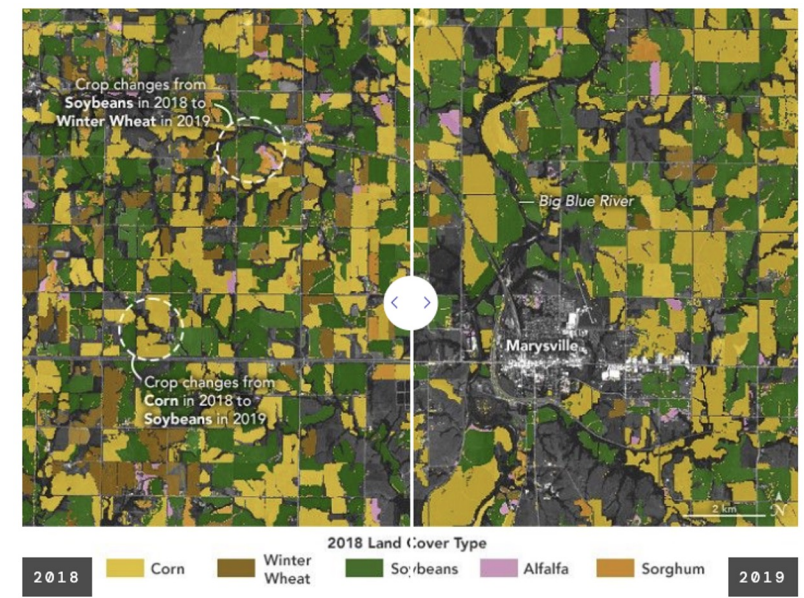 Crop changes from
Soybeans in 2018 to
Winter Wheat in 2019
Big Blue River
Marysville
Crop changes from
Corn in 2018 to
Soybeans in 2019
2 km
N
2018 Land Cover Type
2018
Corn
Winter
Wheat
Soybeans
Alfalfa
Sorghum
2019